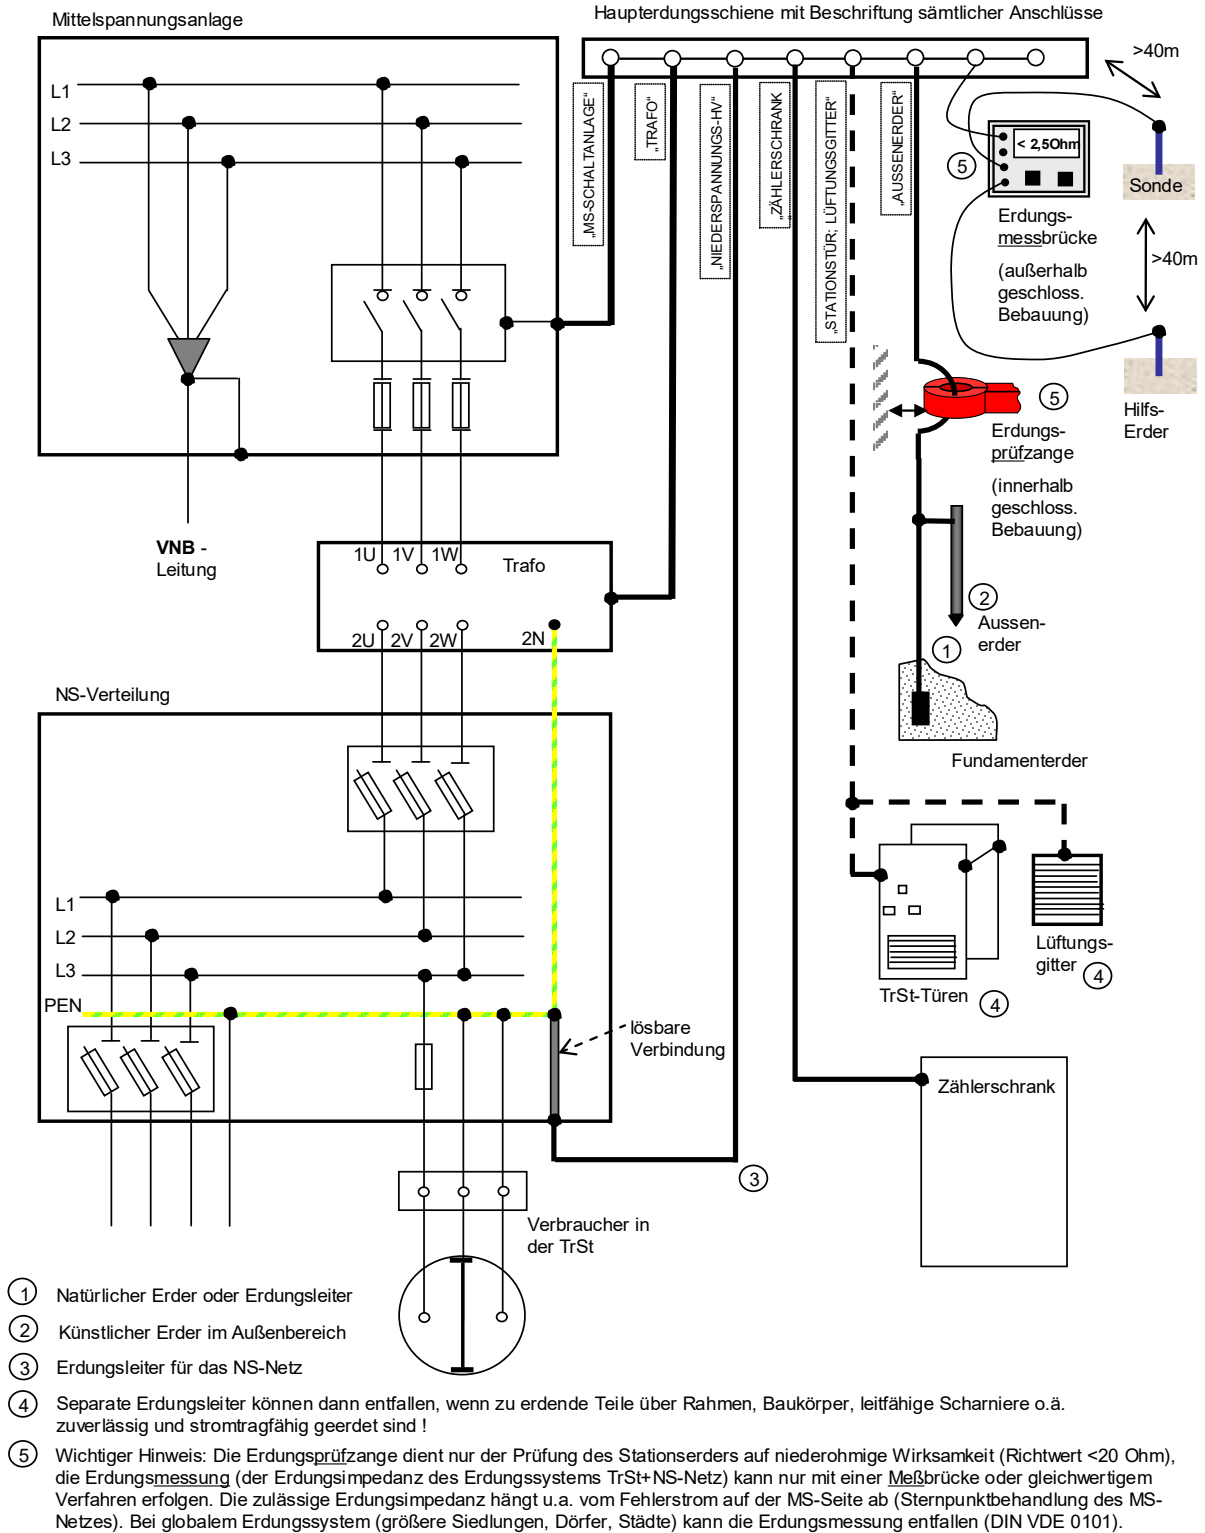 Mittelspannungsanlage
Haupterdungsschiene mit Beschriftung sämtlicher Anschlüsse
L1
L2
L3
„MS-SCHALTANLAGE“
„TRAFO“
„NIEDERSPANNUNGS-HV“
„ZÄHLERSCHRANK“
„STATIONSTÜR; LÜFTUNGSGITTER“
„AUSSENERDER“
>40m
< 2,5Ohm
5
Sonde
Erdungs-
messbrücke
(außerhalb
geschloss.
Bebauung)
>40m
Hilfs-
Erder
5
Erdungs-
prüfzange
(innerhalb
geschloss.
Bebauung)
VNB -
Leitung
1U
1V
1W
Trafo
2U
2V
2W
2N
2
Aussen-
erder
1
Fundamenterder
NS-Verteilung
L1
L2
L3
PEN
lösbare
Verbindung
TrSt-Türen
4
Lüftungs-
gitter
4
Zählerschrank
3
Verbraucher in
der TrSt
1 Natürlicher Erder oder Erdungsleiter
2 Künstlicher Erder im Außenbereich
3 Erdungsleiter für das NS-Netz
4 Separate Erdungsleiter können dann entfallen, wenn zu erdende Teile über Rahmen, Baukörper, leitfähige Scharniere o.ä.
zuverlässig und stromtragfähig geerdet sind !
5 Wichtiger Hinweis: Die Erdungsprüfzange dient nur der Prüfung des Stationserders auf niederohmige Wirksamkeit (Richtwert <20 Ohm),
die Erdungsmessung (der Erdungsimpedanz des Erdungssystems TrSt+NS-Netz) kann nur mit einer Meßbrücke oder gleichwertigem
Verfahren erfolgen. Die zulässige Erdungsimpedanz hängt u.a. vom Fehlerstrom auf der MS-Seite ab (Sternpunktbehandlung des MS-
Netzes). Bei globalem Erdungssystem (größere Siedlungen, Dörfer, Städte) kann die Erdungsmessung entfallen (DIN VDE 0101).